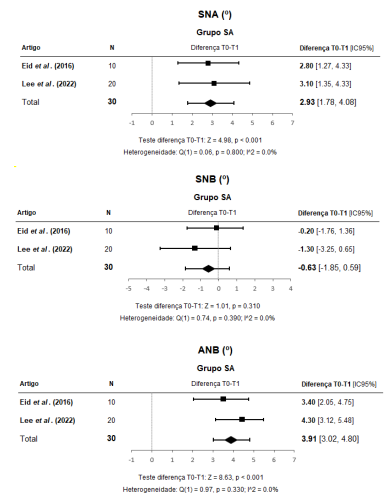 SNA (º)
Grupo SA
Artigo N Diferença T0-T1 Diferença T0-T1 [IC95%]
Eid et al. (2016) 10 2.80 [1.27, 4.33]
Lee et al. (2022) 20 3.10 [1.35, 4.33]
Total 30 2.93 [1.78, 4.08]
-1 0 1 2 3 4 5 6 7
Teste diferença T0-T1: Z = 4.98, p < 0.001
Heterogeneidade: Q(1) = 0.06, p = 0.800; I^2 = 0.0%
SNB (º)
Grupo SA
Artigo N Diferença T0-T1 Diferença T0-T1 [IC95%]
Eid et al. (2016) 10 -0.20 [-1.76, 1.36]
Lee et al. (2022) 20 -1.30 [-3.25, 0.65]
Total 30 -0.63 [-1.85, 0.59]
-5 -4 -3 -2 -1 0 1 2 3 4
Teste diferença T0-T1: Z = 1.01, p = 0.310
Heterogeneidade: Q(1) = 0.74, p = 0.390; I^2 = 0.0%
ANB (º)
Grupo SA
Artigo N Diferença T0-T1 Diferença T0-T1 [IC95%]
Eid et al. (2016) 10 3.40 [2.05, 4.75]
Lee et al. (2022) 20 4.30 [3.12, 5.48]
Total 30 3.91 [3.02, 4.80]
-1 0 1 2 3 4 5 6 7
Teste diferença T0-T1: Z = 8.63, p < 0.001
Heterogeneidade: Q(1) = 0.97, p = 0.330; I^2 = 0.0%